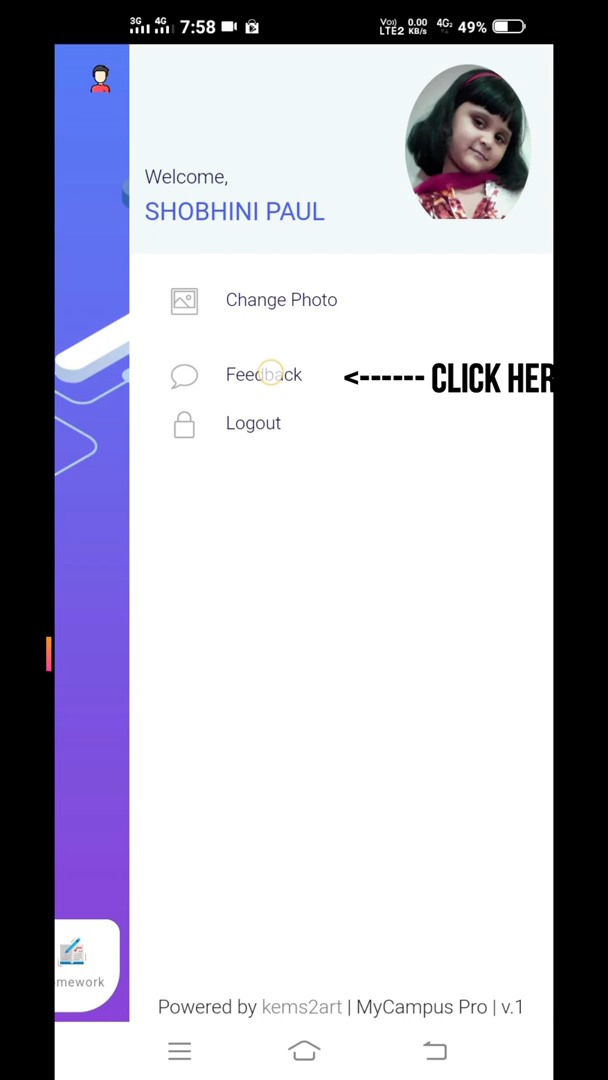 3G 4G 7:58 Vo)) LTE2 0.00 KB/s 4G2 49%
Welcome,
SHOBHINI PAUL
Change Photo
Feedback <------ CLICK HER
Logout
mework
Powered by kems2art | MyCampus Pro | v.1